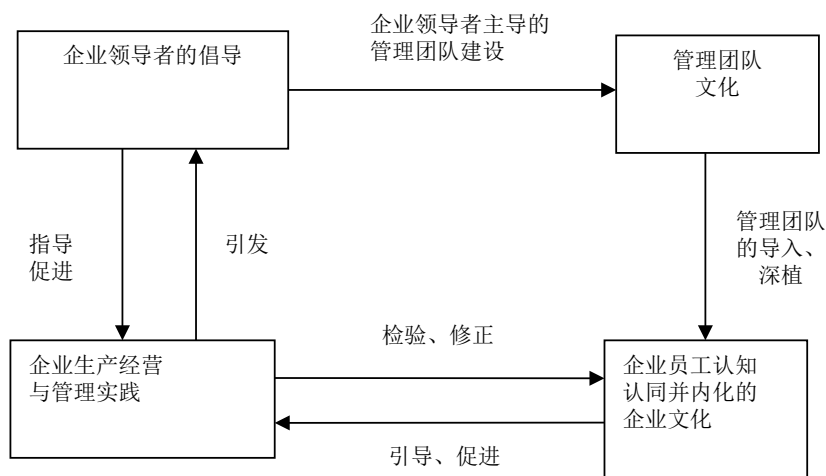 企业领导者主导的
管理团队建设
企业领导者的倡导
管理团队
文化
指导
促进
引发
管理团队
的导入、
深植
检验、修正
企业生产经营
与管理实践
企业员工认知
认同并内化的
企业文化
引导、促进